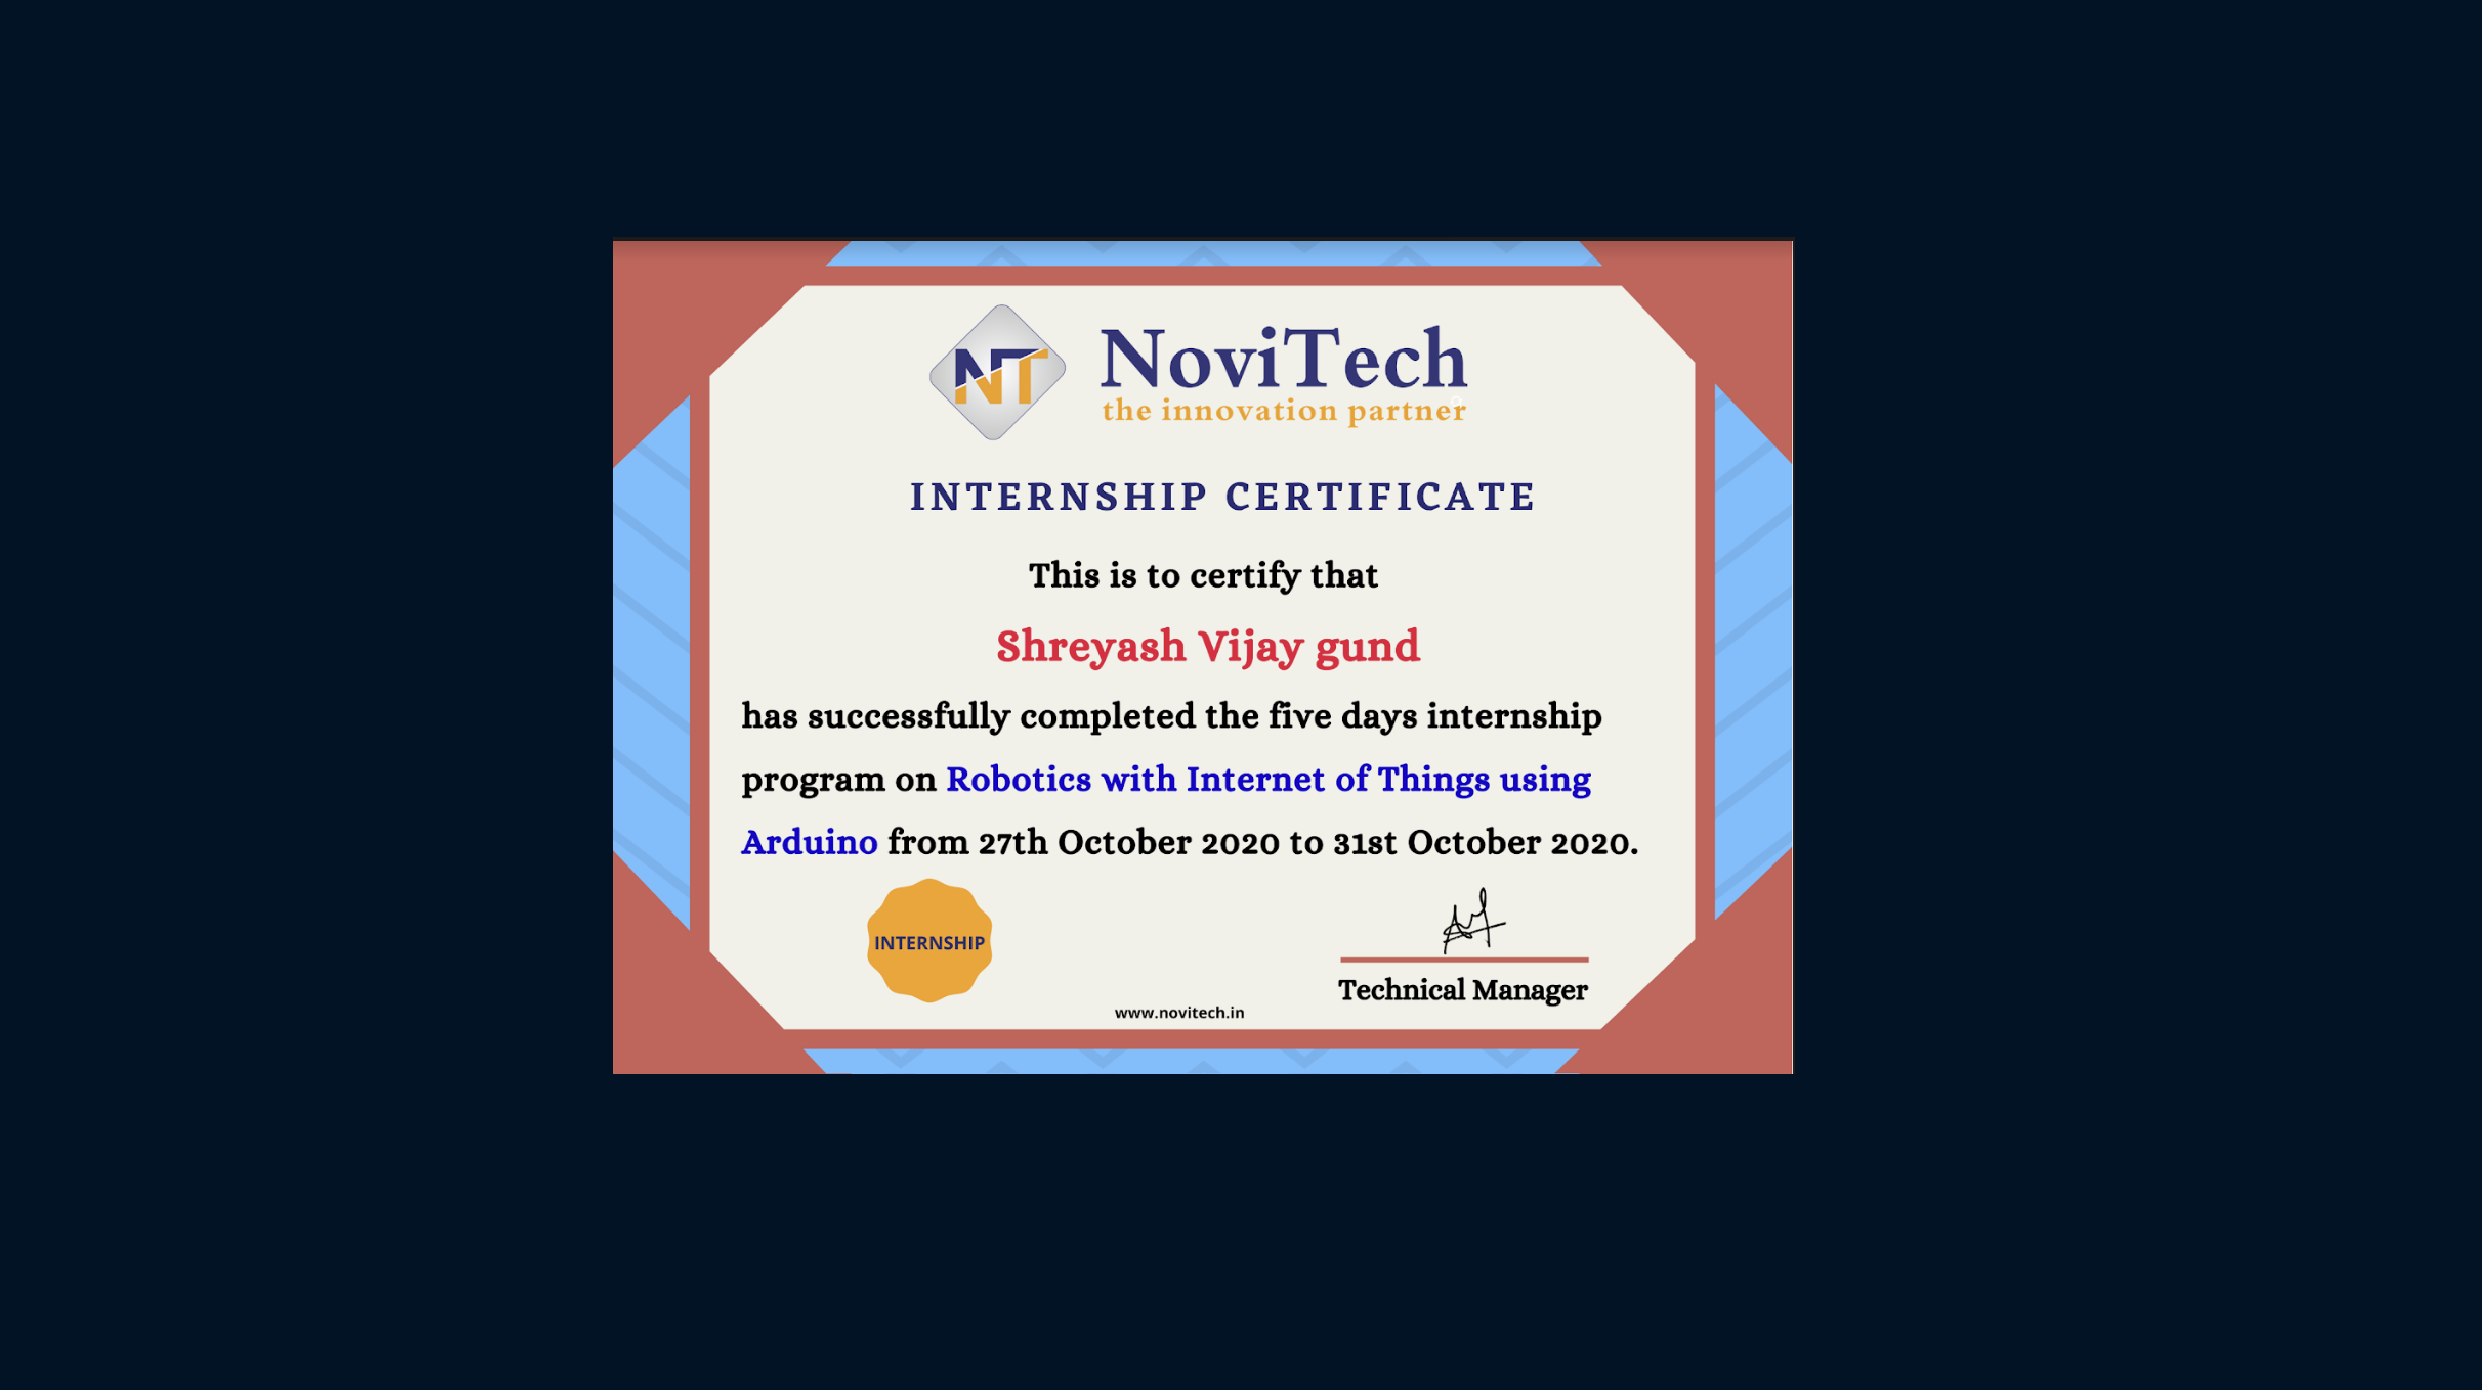 NT
NoviTech
the innovation partner
INTERNSHIP CERTIFICATE
This is to certify that
Shreyash Vijay gund
has successfully completed the five days internship
program on Robotics with Internet of Things using
Arduino from 27th October 2020 to 31st October 2020.
INTERNSHIP
Technical Manager
www.novitech.in